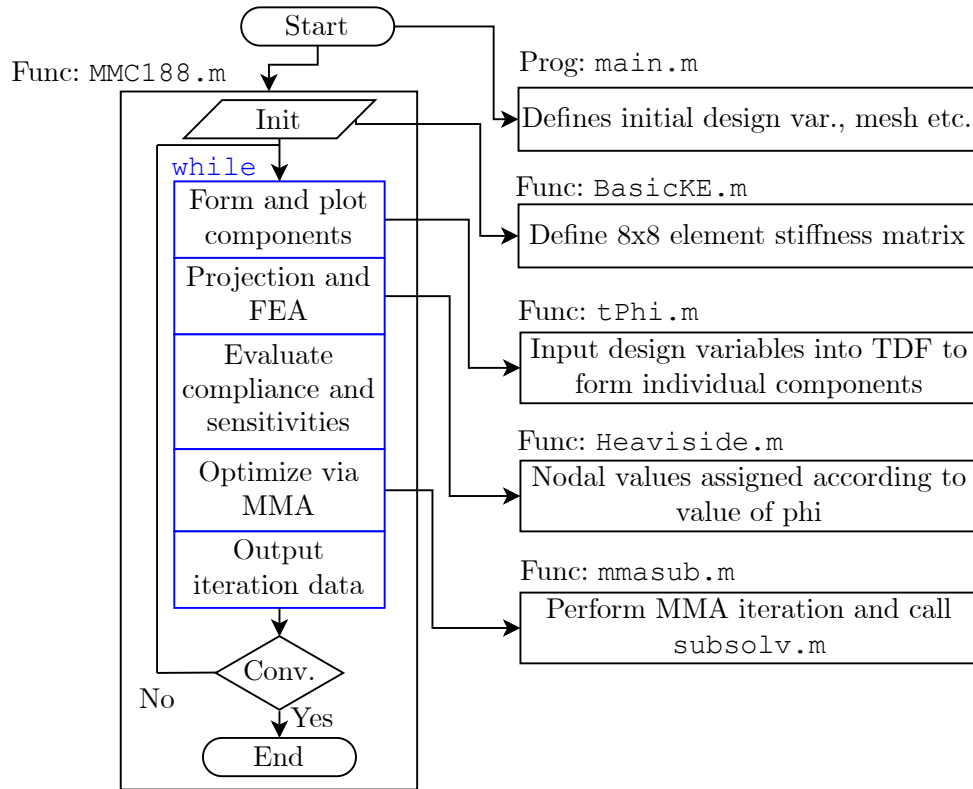 Start
Func: MMC188.m
Init
while
Form and plot
components
Projection and
FEA
Evaluate
compliance and
sensitivities
Optimize via
MMA
Output
iteration data
Conv.
No
Yes
End
Prog: main.m
Defines initial design var., mesh etc.
Func: BasicKE.m
Define 8x8 element stiffness matrix
Func: tPhi.m
Input design variables into TDF to
form individual components
Func: Heaviside.m
Nodal values assigned according to
value of phi
Func: mmasub.m
Perform MMA iteration and call
subsolv.m